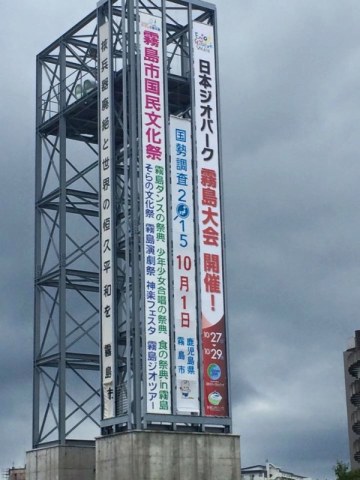 日本ジオパーク 霧島大会 開催!
10/27
29
国勢調査2015 10月1日
鹿児島県
霧島市
霧島市国民文化祭
霧島ダンスの祭典 少年少女合唱の祭典 食の祭典in霧島
そらの文化祭 霧島演劇祭 神楽フェスタ 霧島ジオツアー
核兵器廃絶と世界の恒久平和を 霧島市